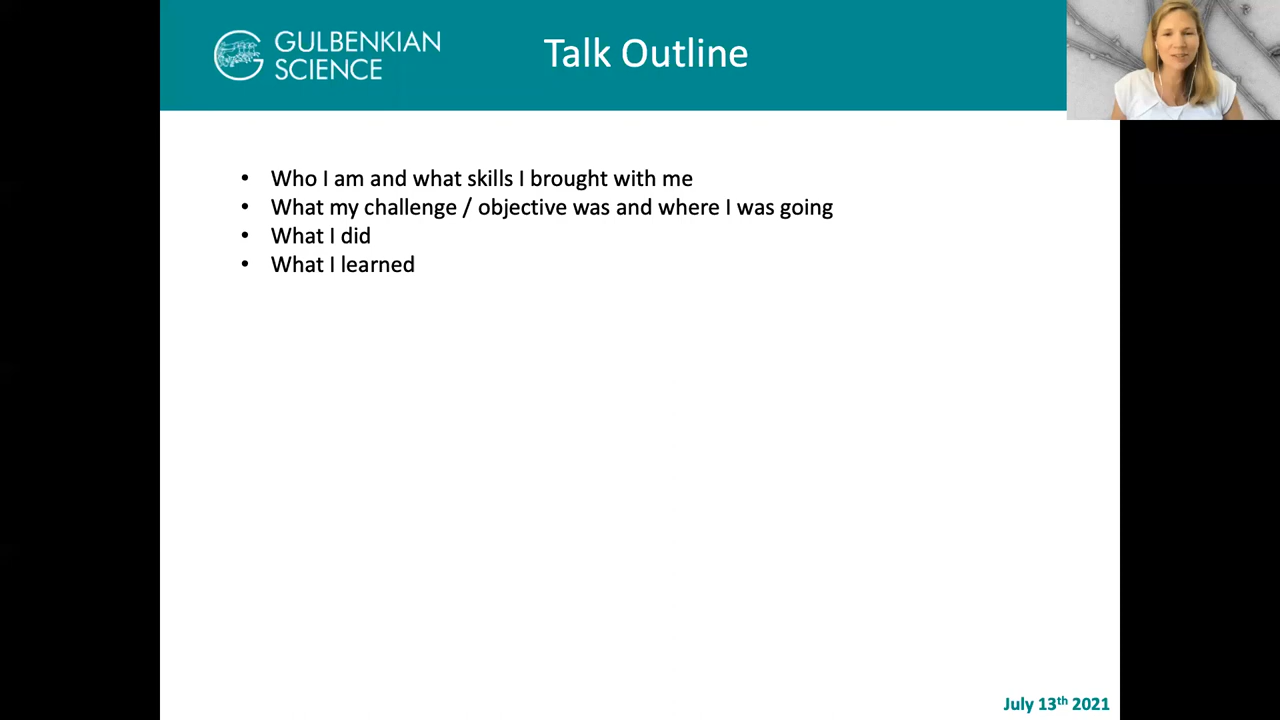 GULBENKIAN
SCIENCE
Talk Outline
• Who I am and what skills I brought with me
• What my challenge / objective was and where I was going
• What I did
• What I learned
July 13th 2021